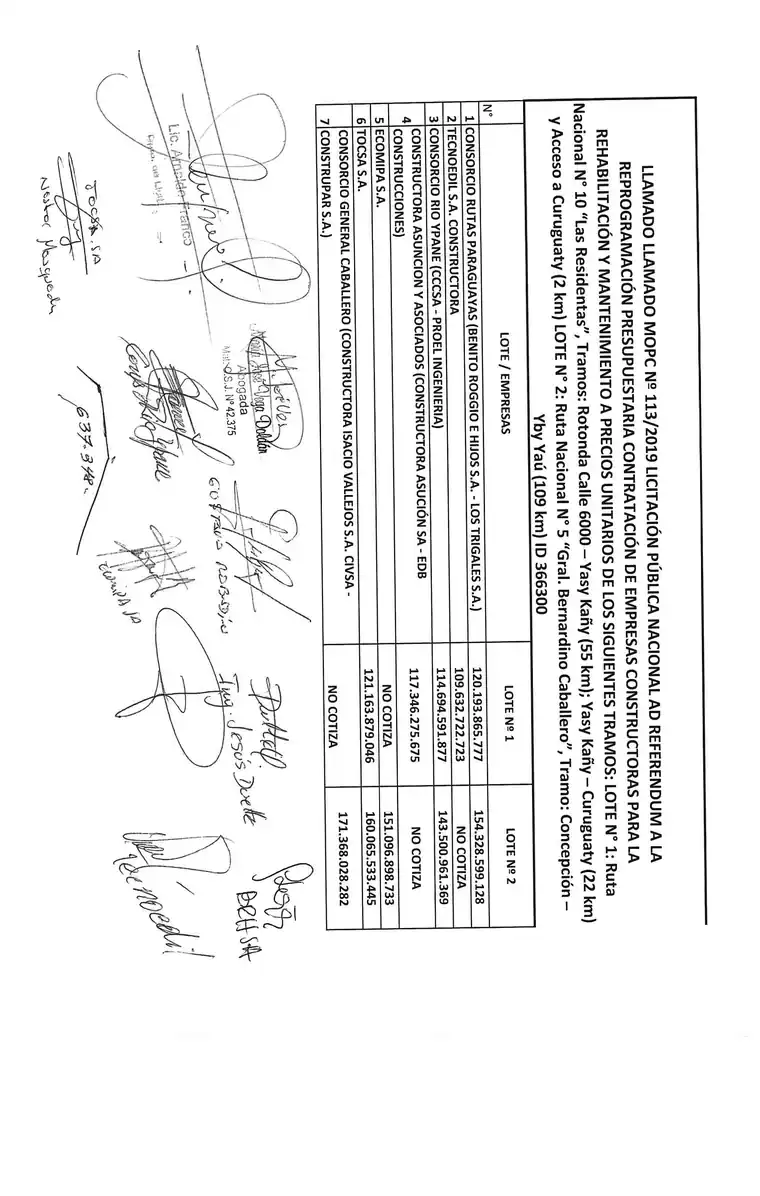 LLAMADO LLAMADO MOPC Nº 113/2019 LICITACIÓN PÚBLICA NACIONAL AD REFERENDUM A LA
REPROGRAMACIÓN PRESUPUESTARIA CONTRATACIÓN DE EMPRESAS CONSTRUCTORAS PARA LA
REHABILITACIÓN Y MANTENIMIENTO A PRECIOS UNITARIOS DE LOS SIGUIENTES TRAMOS: LOTE N° 1: Ruta
Nacional N° 10 “Las Residentas”, Tramos: Rotonda Calle 6000 – Yasy Kañy (55 km); Yasy Kañy – Curuguaty (22 km)
y Acceso a Curuguaty (2 km) LOTE N° 2: Ruta Nacional N° 5 “Gral. Bernardino Caballero”, Tramo: Concepción –
Yby Yaú (109 km) ID 366300
N° LOTE / EMPRESAS LOTE Nº 1 LOTE Nº 2
1 CONSORCIO RUTAS PARAGUAYAS (BENITO ROGGIO E HIJOS S.A. - LOS TRIGALES S.A.) 120.193.865.777 154.328.599.128
2 TECNOEDIL S.A. CONSTRUCTORA 109.632.722.723 NO COTIZA
3 CONSORCIO RIO YPANE (CCCSA - PROEL INGENIERIA) 114.694.591.877 143.500.961.369
4 CONSTRUCTORA ASUNCION Y ASOCIADOS (CONSTRUCTORA ASUCIÓN SA - EDB
CONSTRUCCIONES) 117.346.275.675 NO COTIZA
5 ECOMIPA S.A. NO COTIZA 151.096.898.733
6 TOCSA S.A. 121.163.879.046 160.065.533.445
7 CONSORCIO GENERAL CABALLERO (CONSTRUCTORA ISACIO VALLEJOS S.A. CIVSA -
CONSTRUPAR S.A.) NO COTIZA 171.368.028.282
Lic. Arnaldo Franco
Abogada
Mat. C.S.J. Nº 42.375
GUSTAVO
Ing. Jesús Duarte
BRHSA
TOCSA. SA
Nestor
637.348.
Tecnoedil